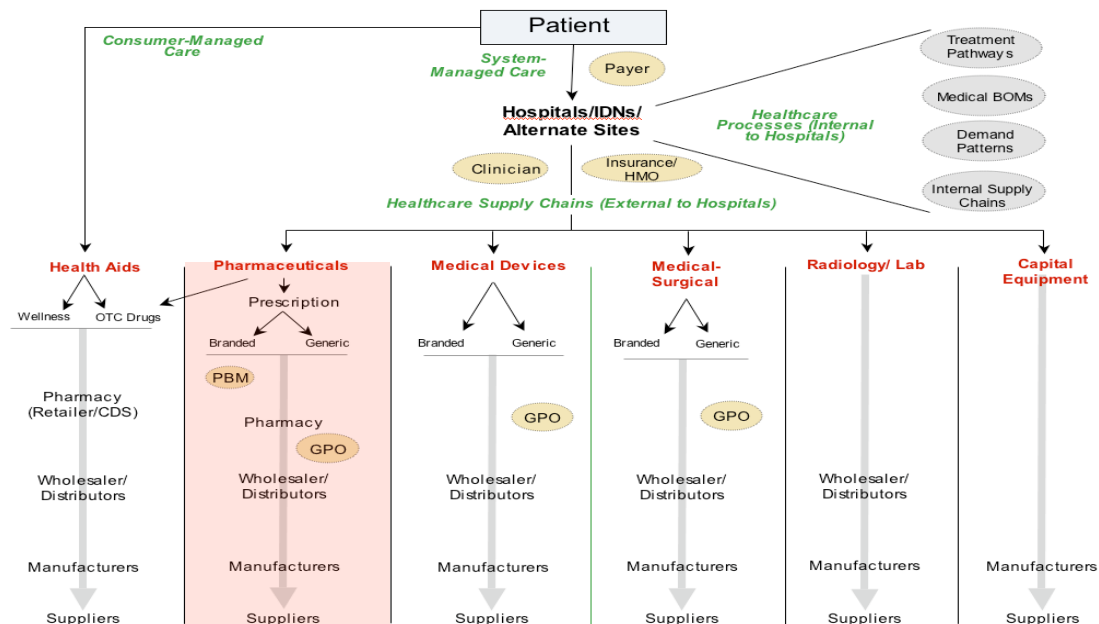 Patient
Consumer-Managed
Care
System-
Managed Care
Payer
Treatment
Pathways
Hospitals/IDNs/
Alternate Sites
Medical BOMs
Healthcare
Processes (Internal
to Hospitals)
Demand
Patterns
Clinician
Insurance/
HMO
Internal Supply
Chains
Healthcare Supply Chains (External to Hospitals)
Health Aids
Pharmaceuticals
Medical Devices
Medical-
Surgical
Radiology/ Lab
Capital
Equipment
Wellness
OTC Drugs
Prescription
Branded
Generic
Branded
Generic
Branded
Generic
PBM
Pharmacy
(Retailer/CDS)
Pharmacy
GPO
GPO
GPO
Wholesaler/
Distributors
Wholesaler/
Distributors
Wholesaler/
Distributors
Wholesaler/
Distributors
Wholesaler/
Distributors
Manufacturers
Manufacturers
Manufacturers
Manufacturers
Manufacturers
Manufacturers
Suppliers
Suppliers
Suppliers
Suppliers
Suppliers
Suppliers